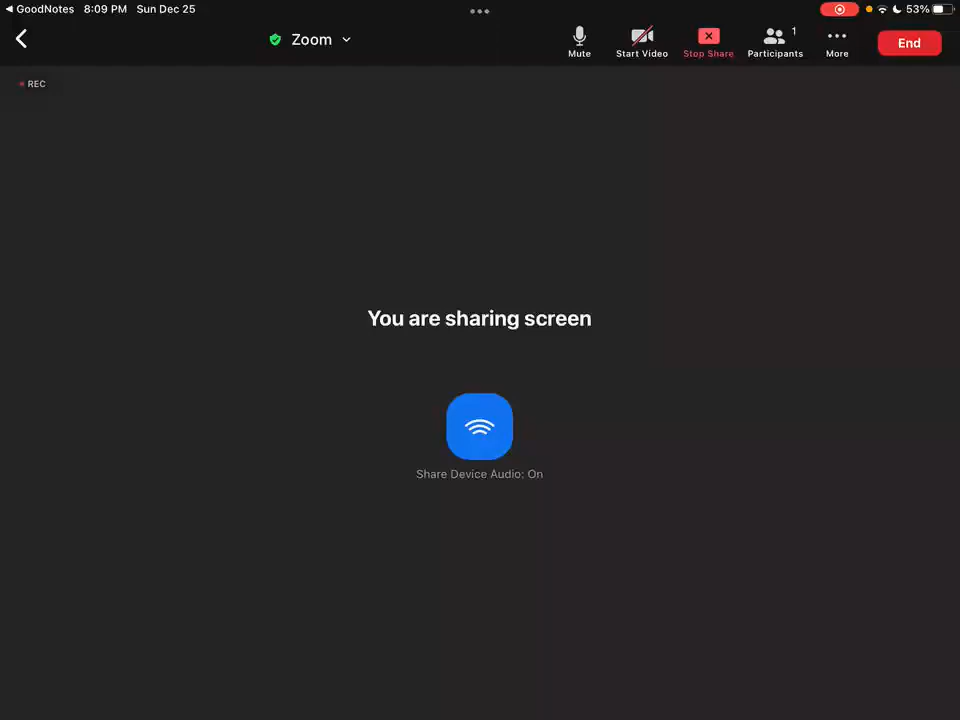 GoodNotes 8:09 PM Sun Dec 25 53%
Zoom
Mute Start Video Stop Share Participants 1 More End
REC
You are sharing screen
Share Device Audio: On